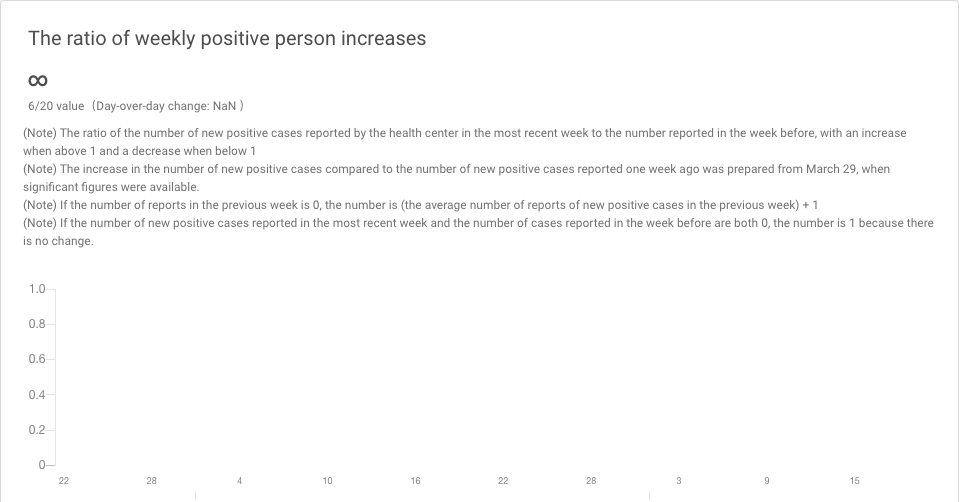 The ratio of weekly positive person increases
∞
6/20 value（Day-over-day change: NaN ）
(Note) The ratio of the number of new positive cases reported by the health center in the most recent week to the number reported in the week before, with an increase
when above 1 and a decrease when below 1
(Note) The increase in the number of new positive cases compared to the number of new positive cases reported one week ago was prepared from March 29, when
significant figures were available.
(Note) If the number of reports in the previous week is 0, the number is (the average number of reports of new positive cases in the previous week) + 1
(Note) If the number of new positive cases reported in the most recent week and the number of cases reported in the week before are both 0, the number is 1 because there
is no change.
1.0
0.8
0.6
0.4
0.2
0
22 28 4 10 16 22 28 3 9 15